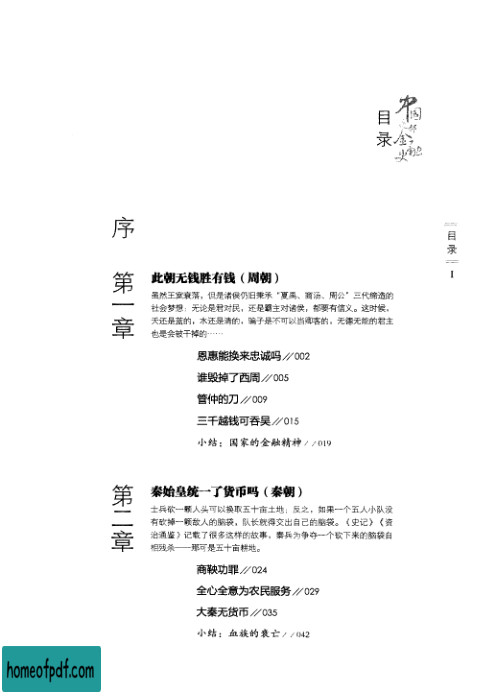 目录
目录
I
序
第一章
此朝无钱胜有钱（周朝）
虽然王室衰落，但是诸侯仍旧秉承“夏禹、商汤、周公”三代缔造的
社会梦想：无论是君对民，还是霸主对诸侯，都要有信义。这时候，
天还是蓝的，水还是清的，骗子是不可以当卿客的，无德无能的君主
也是会被干掉的……
恩惠能换来忠诚吗//002
谁毁掉了西周//005
管仲的刀//009
三千越钱可吞吴//015
小结：国家的金融精神//019
第二章
秦始皇统一了货币吗（秦朝）
士兵砍一颗人头可以换取五十亩土地；反之，如果一个五人小队没
有砍掉一颗敌人的脑袋，队长就得交出自己的脑袋。《史记》《资
治通鉴》记载了很多这样的故事，秦兵为争夺一个砍下来的脑袋自
相残杀——那可是五十亩耕地。
商鞅功罪//024
全心全意为农民服务//029
大秦无货币//035
小结：血族的衰亡//042
homeofpdf.com